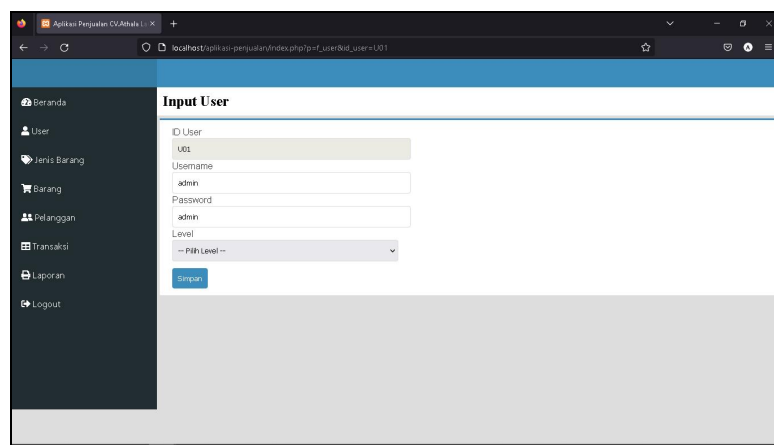 Aplikasi Penjualan CV.Athala
localhost/aplikasi-penjualan/index.php?p=f_user&id_user=U01
Beranda
User
Jenis Barang
Barang
Pelanggan
Transaksi
Laporan
Logout
Input User
ID User
U01
Username
admin
Password
admin
Level
-- Pilih Level --
Simpan